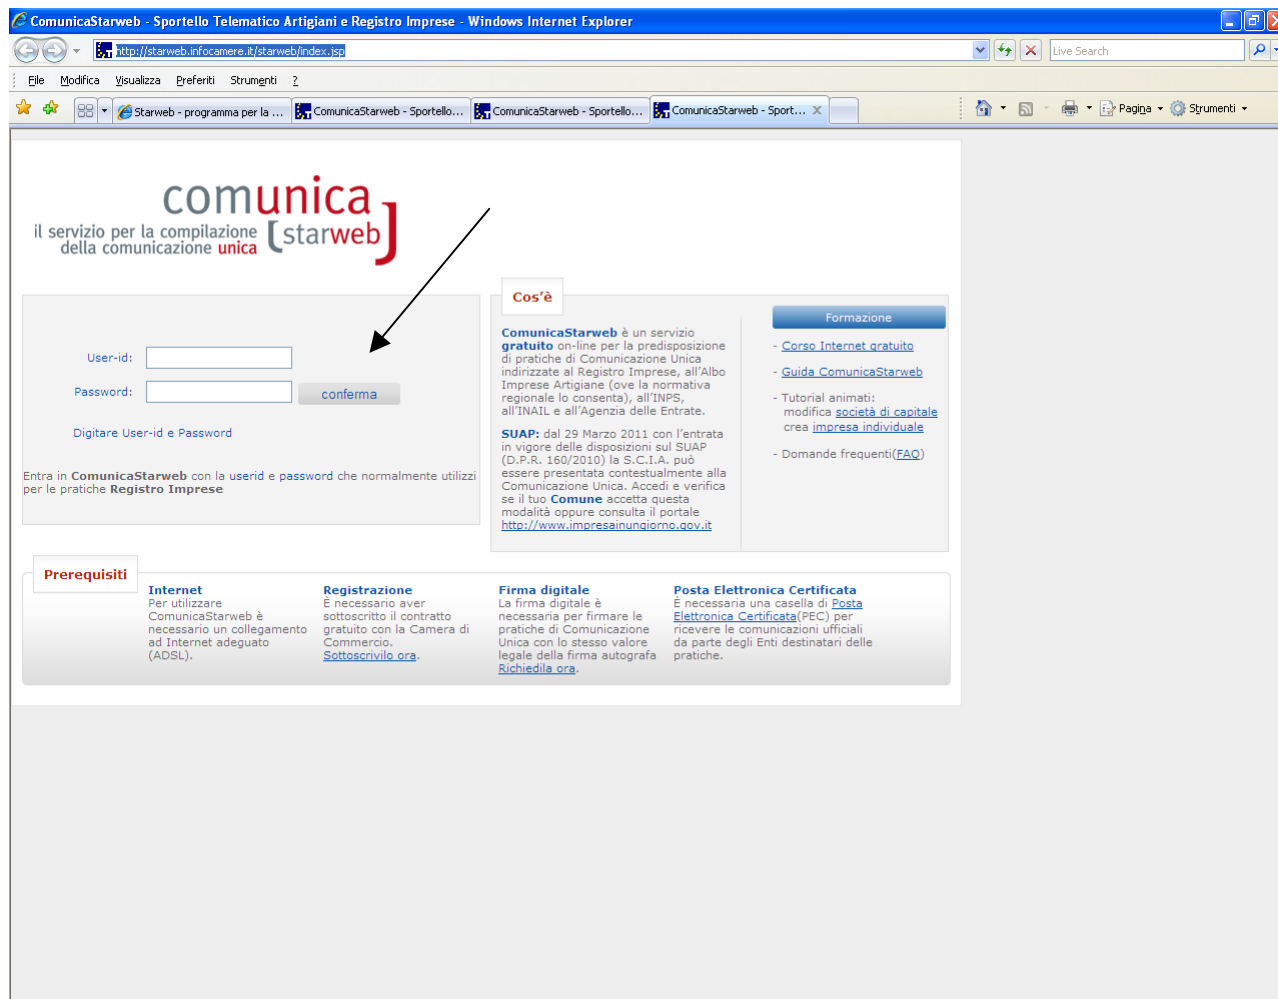 ComunicaStarweb - Sportello Telematico Artigiani e Registro Imprese - Windows Internet Explorer
http://starweb.infocamere.it/starweb/index.jsp
Live Search
File Modifica Visualizza Preferiti Strumenti ?
Starweb - programma per la ...
ComunicaStarweb - Sportello...
ComunicaStarweb - Sportello...
ComunicaStarweb - Sport...
Pagina
Strumenti
comunica
il servizio per la compilazione
della comunicazione unica
[starweb]
User-id:
Password:
conferma
Digitare User-id e Password
Entra in ComunicaStarweb con la userid e password che normalmente utilizzi
per le pratiche Registro Imprese
Cos'è
ComunicaStarweb è un servizio
gratuito on-line per la predisposizione
di pratiche di Comunicazione Unica
indirizzate al Registro Imprese, all'Albo
Imprese Artigiane (ove la normativa
regionale lo consenta), all'INPS,
all'INAIL e all'Agenzia delle Entrate.
SUAP: dal 29 Marzo 2011 con l'entrata
in vigore delle disposizioni sul SUAP
(D.P.R. 160/2010) la S.C.I.A. può
essere presentata contestualmente alla
Comunicazione Unica. Accedi e verifica
se il tuo Comune accetta questa
modalità oppure consulta il portale
http://www.impresainungiorno.gov.it
Formazione
- Corso Internet gratuito
- Guida ComunicaStarweb
- Tutorial animati:
modifica società di capitale
crea impresa individuale
- Domande frequenti(FAQ)
Prerequisiti
Internet
Per utilizzare
ComunicaStarweb è
necessario un collegamento
ad Internet adeguato
(ADSL).
Registrazione
È necessario aver
sottoscritto il contratto
gratuito con la Camera di
Commercio.
Sottoscrivilo ora.
Firma digitale
La firma digitale è
necessaria per firmare le
pratiche di Comunicazione
Unica con lo stesso valore
legale della firma autografa
Richiedila ora.
Posta Elettronica Certificata
È necessaria una casella di Posta
Elettronica Certificata(PEC) per
ricevere le comunicazioni ufficiali
da parte degli Enti destinatari delle
pratiche.